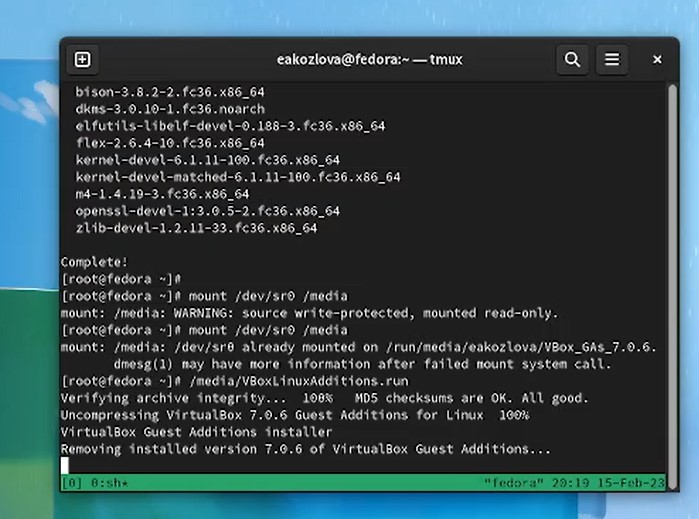 eakozlova@fedora:~ — tmux
bison-3.8.2-2.fc36.x86_64
dkms-3.0.10-1.fc36.noarch
elfutils-libelf-devel-0.188-3.fc36.x86_64
flex-2.6.4-10.fc36.x86_64
kernel-devel-6.1.11-100.fc36.x86_64
kernel-devel-matched-6.1.11-100.fc36.x86_64
m4-1.4.19-3.fc36.x86_64
openssl-devel-1:3.0.5-2.fc36.x86_64
zlib-devel-1.2.11-33.fc36.x86_64
Complete!
[root@fedora ~]#
[root@fedora ~]# mount /dev/sr0 /media
mount: /media: WARNING: source write-protected, mounted read-only.
[root@fedora ~]# mount /dev/sr0 /media
mount: /media: /dev/sr0 already mounted on /run/media/eakozlova/VBox_GAs_7.0.6.
dmesg(1) may have more information after failed mount system call.
[root@fedora ~]# /media/VBoxLinuxAdditions.run
Verifying archive integrity...  100%   MD5 checksums are OK. All good.
Uncompressing VirtualBox 7.0.6 Guest Additions for Linux  100%
VirtualBox Guest Additions installer
Removing installed version 7.0.6 of VirtualBox Guest Additions...
[0] 0:sh* "fedora" 20:19 15-Feb-23